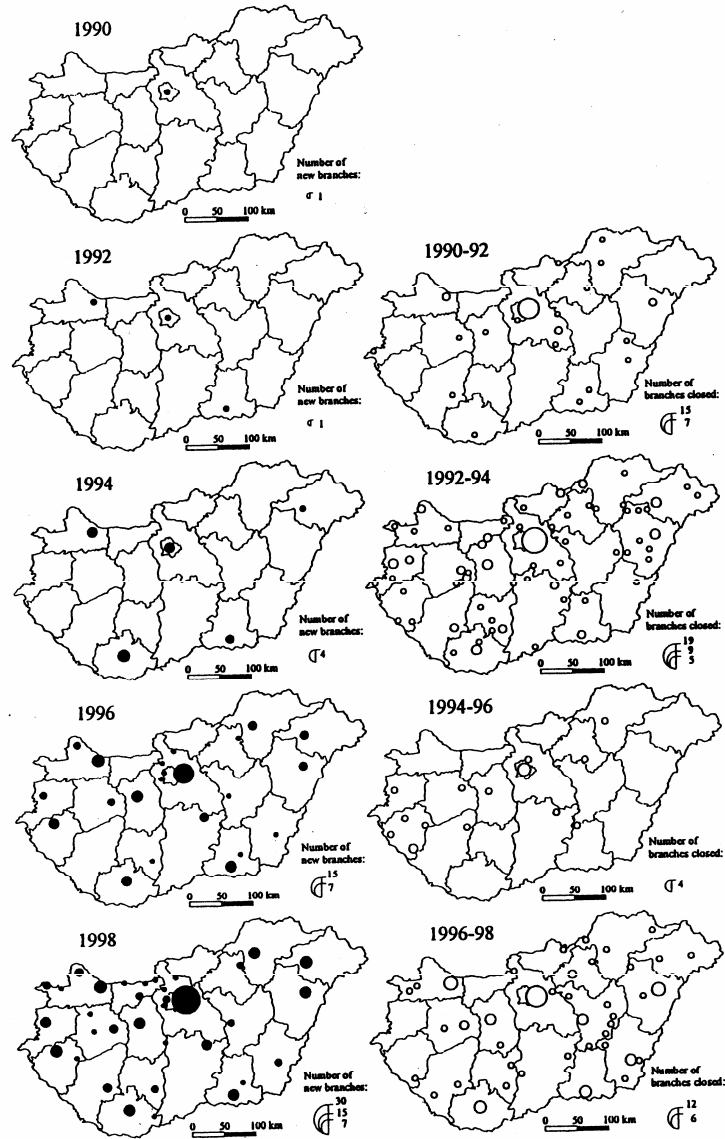 1990
Number of
new branches:
1
0 50 100 km
1992
Number of
new branches:
1
0 50 100 km
1990-92
Number of
branches closed:
15
7
0 50 100 km
1994
Number of
new branches:
4
0 50 100 km
1992-94
Number of
branches closed:
19
9
5
0 50 100 km
1996
Number of
new branches:
15
7
0 50 100 km
1994-96
Number of
branches closed:
4
0 50 100 km
1998
Number of
new branches:
30
15
7
0 50 100 km
1996-98
Number of
branches closed:
12
6
0 50 100 km